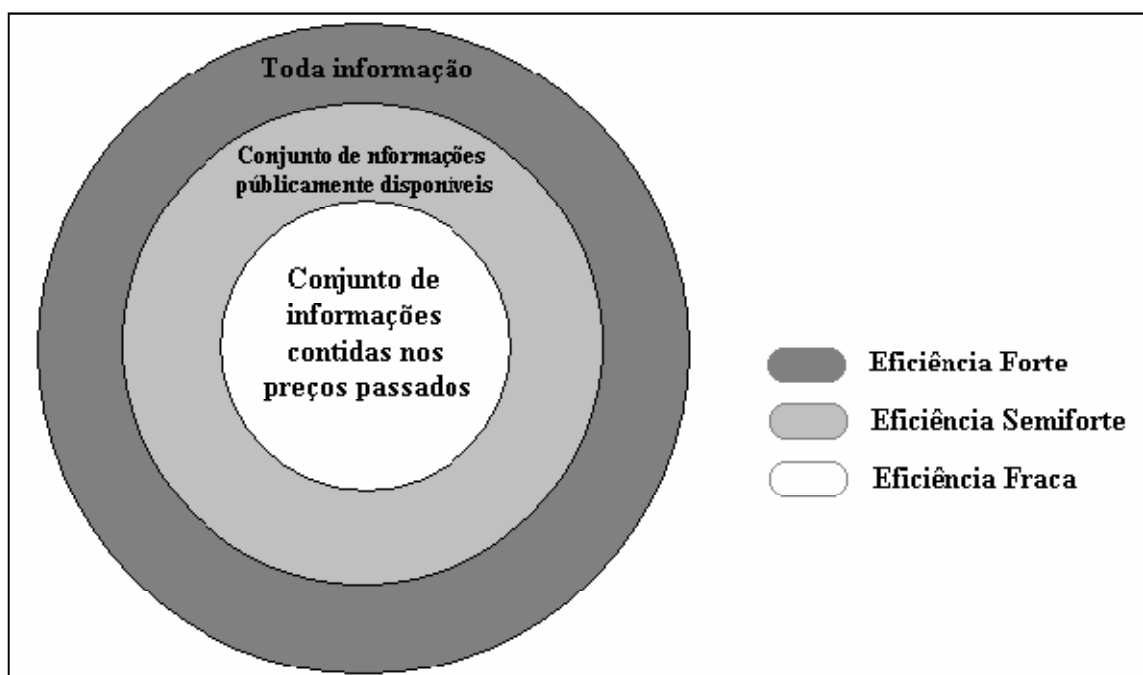 Toda informação
Conjunto de nformações
públicamente disponíveis
Conjunto de
informações
contidas nos
preços passados
Eficiência Forte
Eficiência Semiforte
Eficiência Fraca